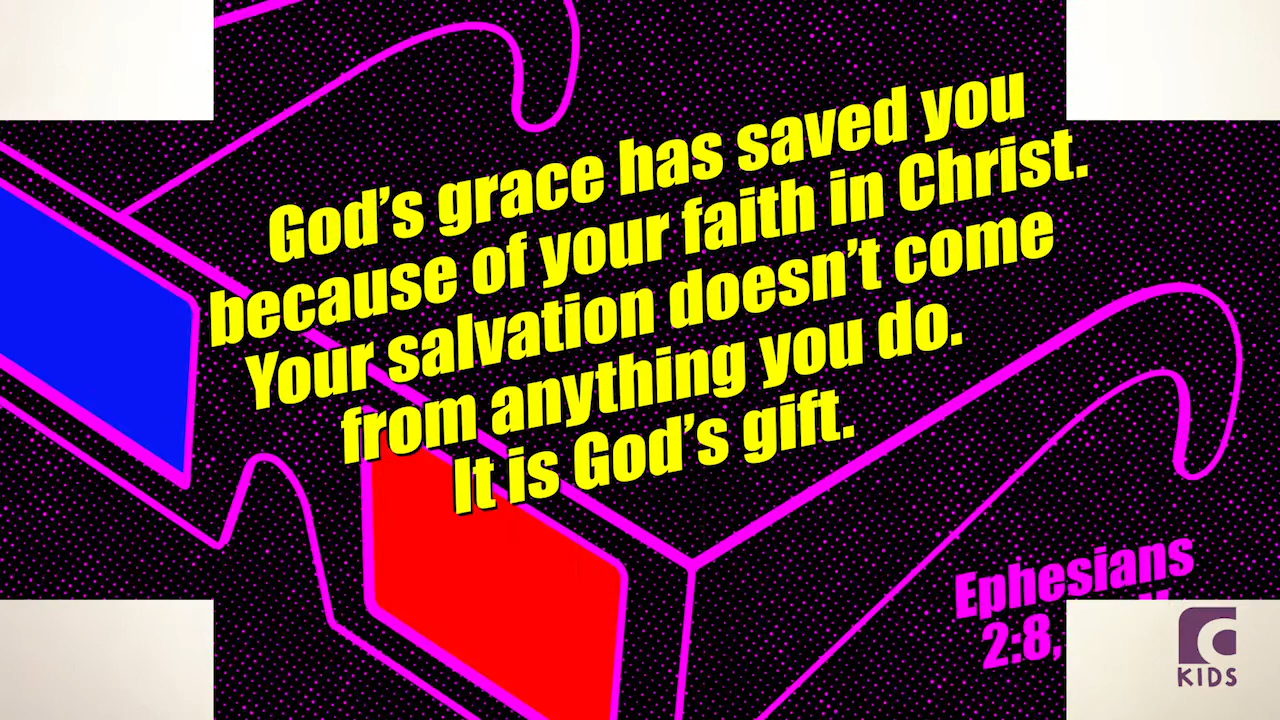 God's grace has saved you
because of your faith in Christ.
Your salvation doesn't come
from anything you do.
It is God's gift.
Ephesians
2:8,
KIDS